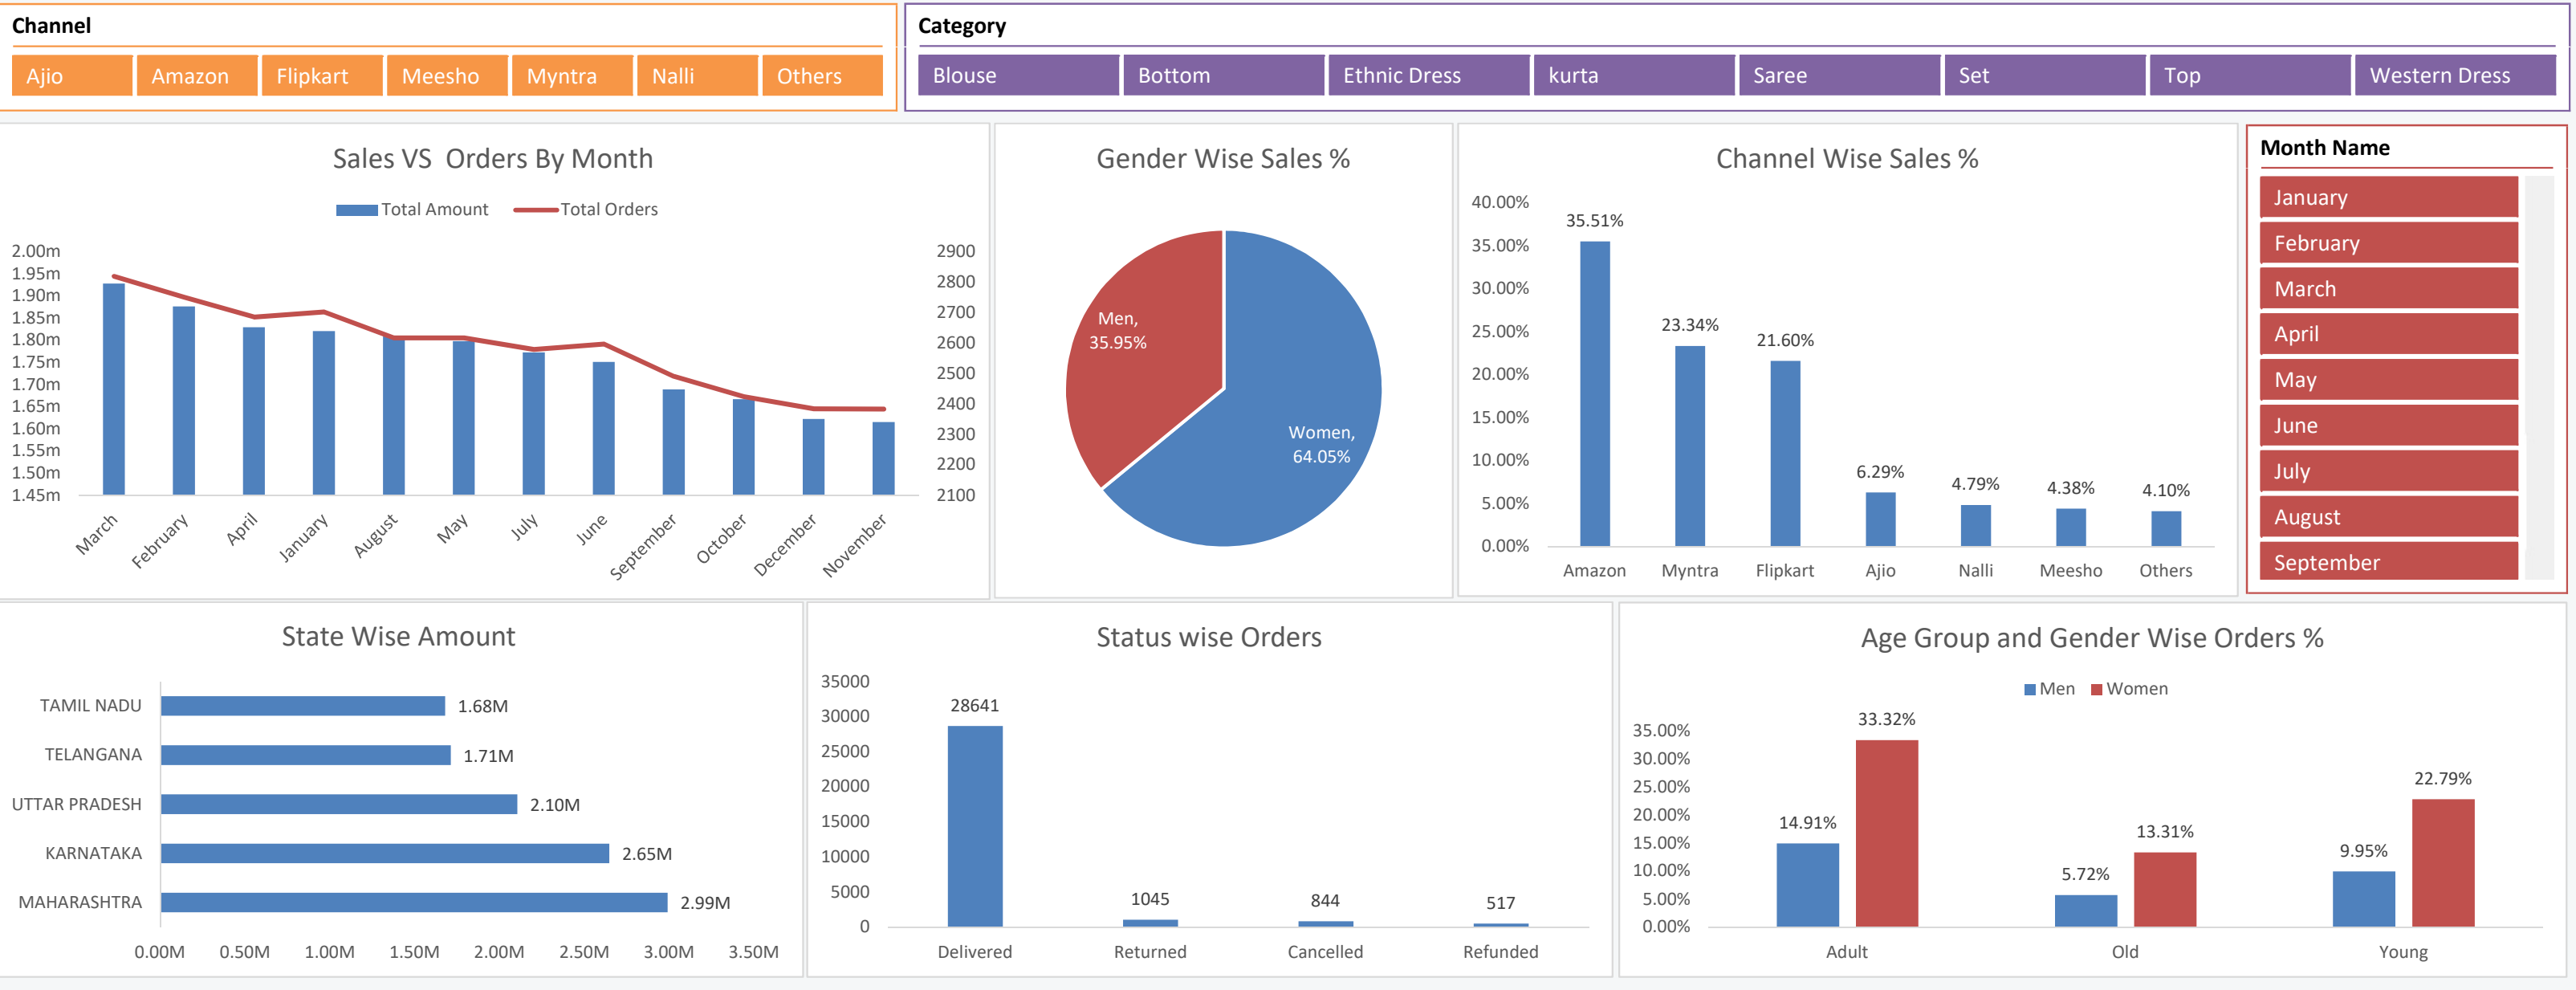 Channel
Ajio Amazon Flipkart Meesho Myntra Nalli Others
Category
Blouse Bottom Ethnic Dress kurta Saree Set Top Western Dress
Sales VS  Orders By Month
Total Amount Total Orders
2.00m
1.95m
1.90m
1.85m
1.80m
1.75m
1.70m
1.65m
1.60m
1.55m
1.50m
1.45m
2900
2800
2700
2600
2500
2400
2300
2200
2100
March February April January August May July June September October December November
Gender Wise Sales %
Men,
35.95%
Women,
64.05%
Channel Wise Sales %
40.00%
35.00%
30.00%
25.00%
20.00%
15.00%
10.00%
5.00%
0.00%
35.51%
23.34%
21.60%
6.29%
4.79%
4.38%
4.10%
Amazon Myntra Flipkart Ajio Nalli Meesho Others
Month Name
January
February
March
April
May
June
July
August
September
State Wise Amount
TAMIL NADU 1.68M
TELANGANA 1.71M
UTTAR PRADESH 2.10M
KARNATAKA 2.65M
MAHARASHTRA 2.99M
0.00M 0.50M 1.00M 1.50M 2.00M 2.50M 3.00M 3.50M
Status wise Orders
35000
30000
25000
20000
15000
10000
5000
0
28641
1045
844
517
Delivered Returned Cancelled Refunded
Age Group and Gender Wise Orders %
Men Women
35.00%
30.00%
25.00%
20.00%
15.00%
10.00%
5.00%
0.00%
14.91%
33.32%
5.72%
13.31%
9.95%
22.79%
Adult Old Young